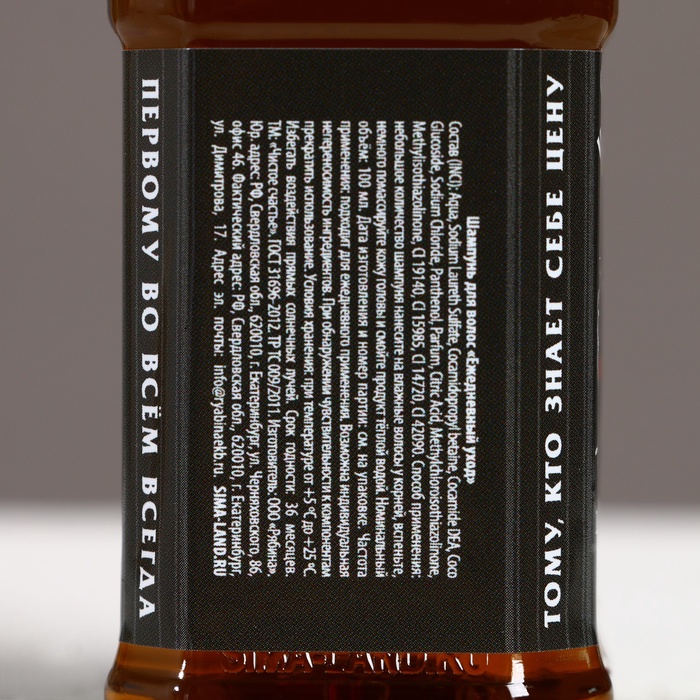 ТОМУ, КТО ЗНАЕТ СЕБЕ ЦЕНУ
Шампунь для волос «Ежедневный уход»
Состав (INCI): Aqua, Sodium Laureth Sulfate, Cocamidopropyl betaine, Cocamide DEA, Coco
Glucoside, Sodium Chloride, Panthenol, Parfum, Citric Acid, Methylchloroisothiazolinone,
Methylisothiazolinone, CI 19140, CI 15985, CI 14720, CI 42090. Способ применения:
небольшое количество шампуня нанесите на влажные волосы у корней, вспеньте,
немного помассируйте кожу головы и смойте продукт тёплой водой. Номинальный
объём: 100 мл. Дата изготовления и номер партии: см. на упаковке. Частота
применения: подходит для ежедневного применения. Возможна индивидуальная
непереносимость ингредиентов. При обнаружении чувствительности к компонентам
прекратить использование. Условия хранения: при температуре от +5 °С до +25 °С.
Избегать воздействия прямых солнечных лучей. Срок годности: 36 месяцев.
ТМ: «Чистое счастье». ГОСТ 31696-2012. ТР ТС 009/2011. Изготовитель: ООО «Рябина».
Юр. адрес: РФ, Свердловская обл., 620010, г. Екатеринбург, ул. Черняховского, 86,
офис 46. Фактический адрес: РФ, Свердловская обл., 620010, г. Екатеринбург,
ул. Димитрова, 17. Адрес эл. почты: info@ryabinaekb.ru SIMA-LAND.RU
ПЕРВОМУ ВО ВСЁМ ВСЕГДА
SIMA-LAND.RU